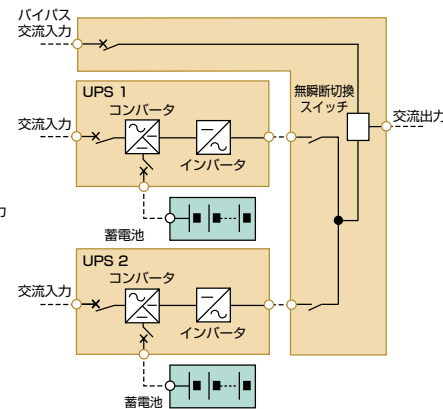 バイパス
交流入力
UPS 1
コンバータ
無瞬断切換
スイッチ
交流入力
交流出力
インバータ
蓄電池
力
UPS 2
コンバータ
交流入力
インバータ
蓄電池